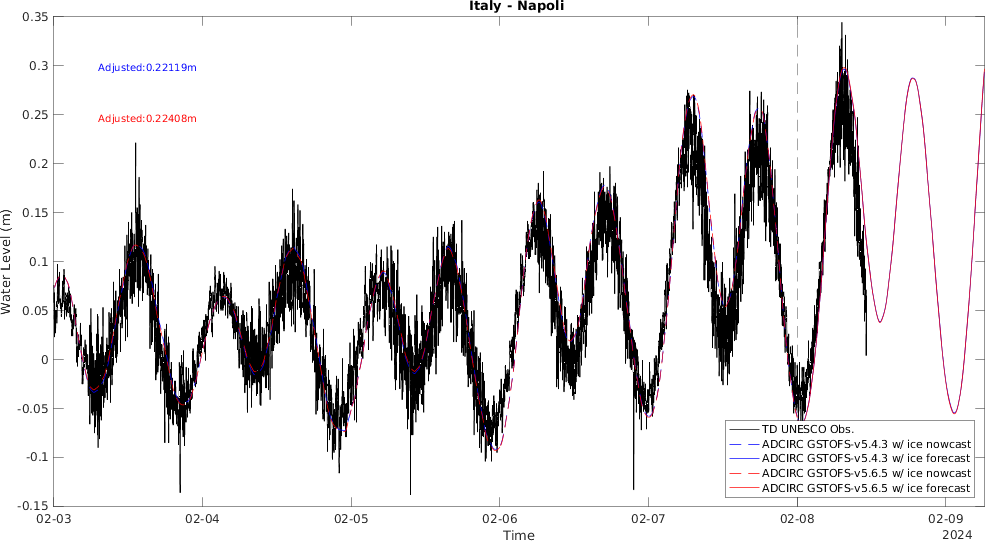 Italy - Napoli
0.35
0.3
0.25
0.2
0.15
0.1
0.05
0
-0.05
-0.1
-0.15
Water Level (m)
Adjusted:0.22119m
Adjusted:0.22408m
TD UNESCO Obs.
ADCIRC GSTOFS-v5.4.3 w/ ice nowcast
ADCIRC GSTOFS-v5.4.3 w/ ice forecast
ADCIRC GSTOFS-v5.6.5 w/ ice nowcast
ADCIRC GSTOFS-v5.6.5 w/ ice forecast
02-03 02-04 02-05 02-06 02-07 02-08 02-09
Time 2024